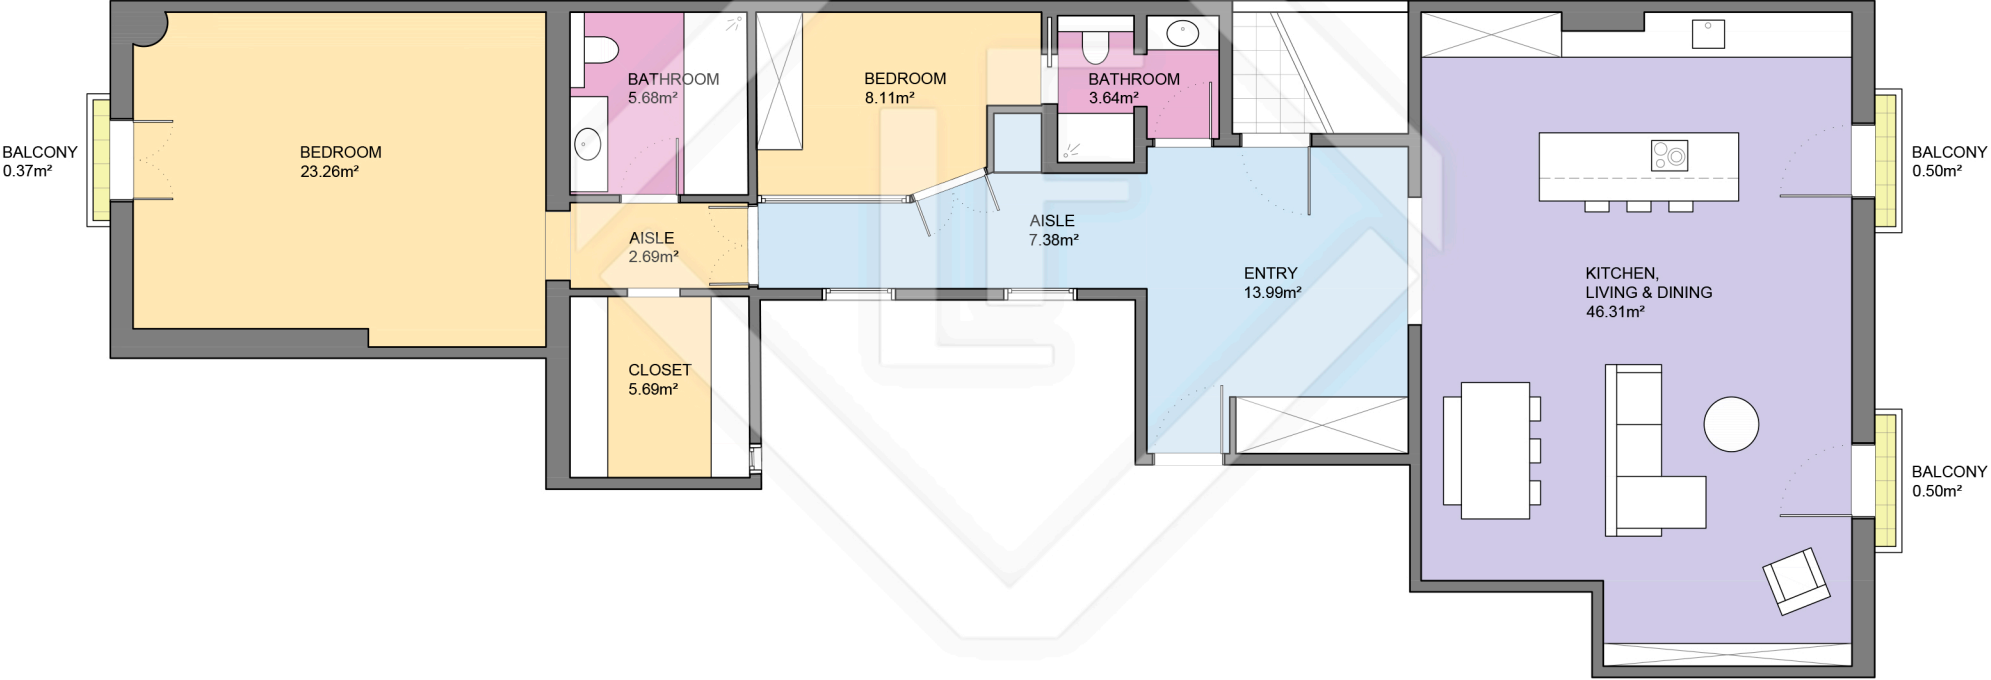 BALCONY
0.37m²
BEDROOM
23.26m²
BATHROOM
5.68m²
AISLE
2.69m²
CLOSET
5.69m²
BEDROOM
8.11m²
BATHROOM
3.64m²
AISLE
7.38m²
ENTRY
13.99m²
KITCHEN,
LIVING & DINING
46.31m²
BALCONY
0.50m²
BALCONY
0.50m²